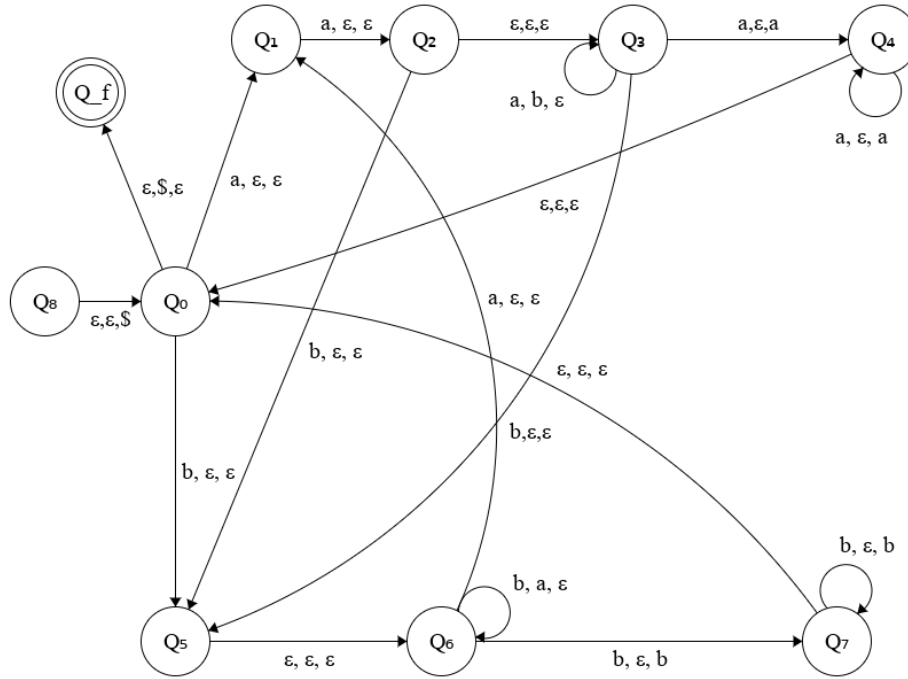 a, ε, ε
ε,ε,ε
a,ε,a
Q₁
Q₂
Q₃
Q₄
Q_f
a, b, ε
a, ε, a
ε,$,ε
a, ε, ε
ε,ε,ε
Q₈
Q₀
a, ε, ε
ε,ε,$
b, ε, ε
ε, ε, ε
b,ε,ε
b, ε, ε
b, ε, b
b, a, ε
Q₅
Q₆
Q₇
ε, ε, ε
b, ε, b